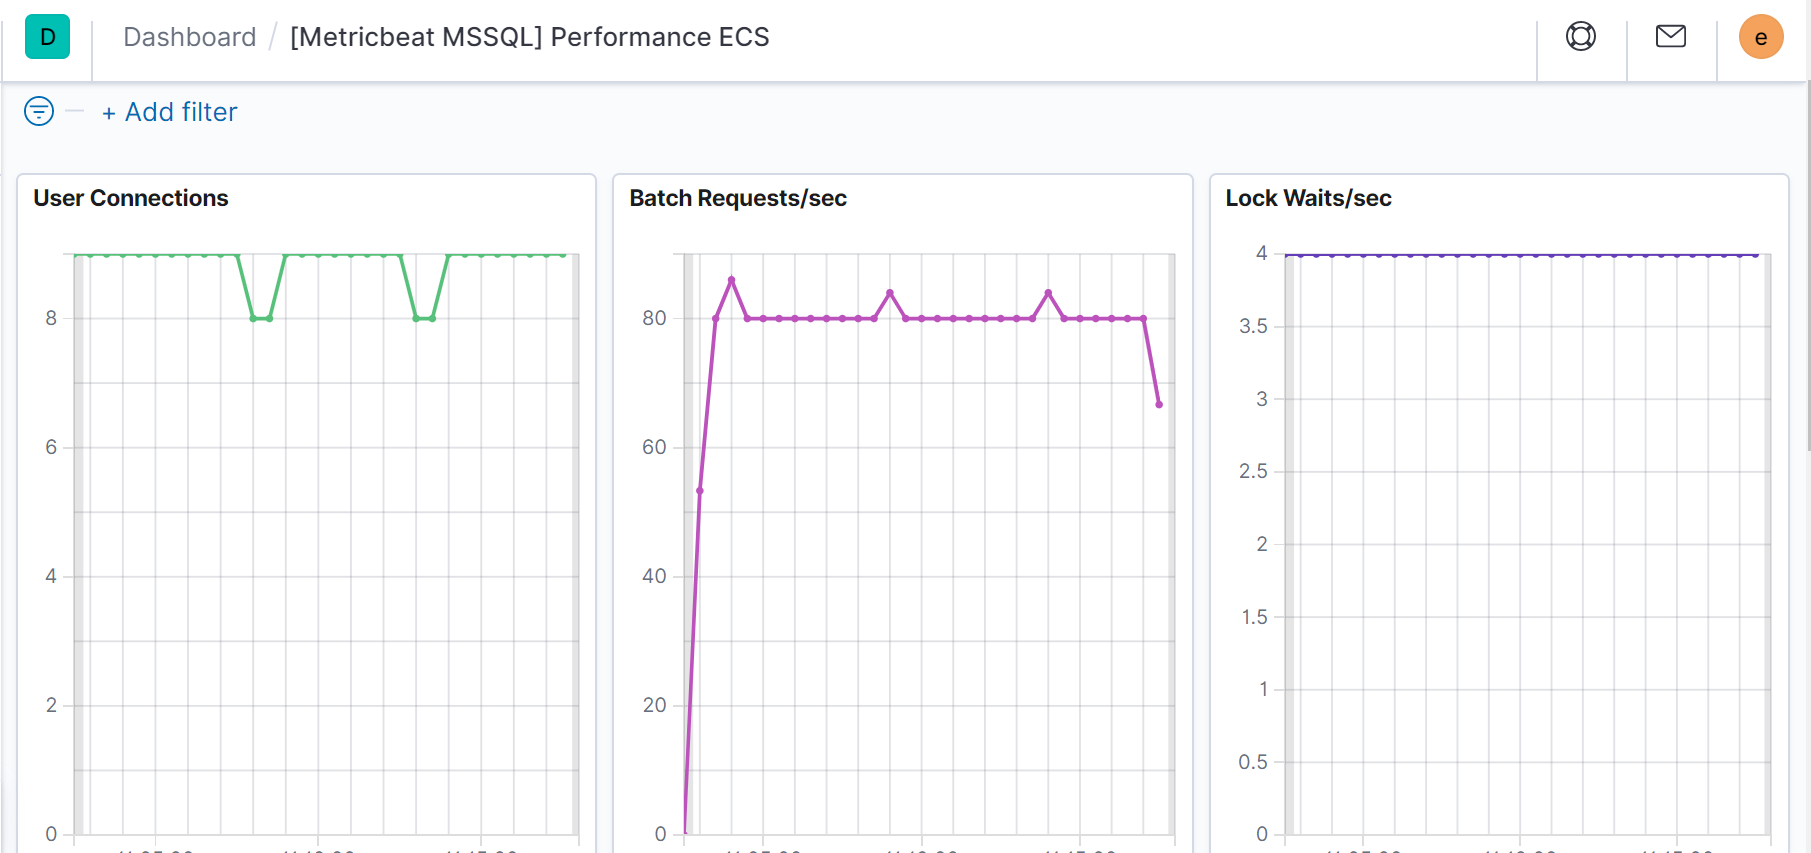 D
Dashboard / [Metricbeat MSSQL] Performance ECS
e
+ Add filter
User Connections
8
6
4
2
0
Batch Requests/sec
80
60
40
20
0
Lock Waits/sec
4
3.5
3
2.5
2
1.5
1
0.5
0